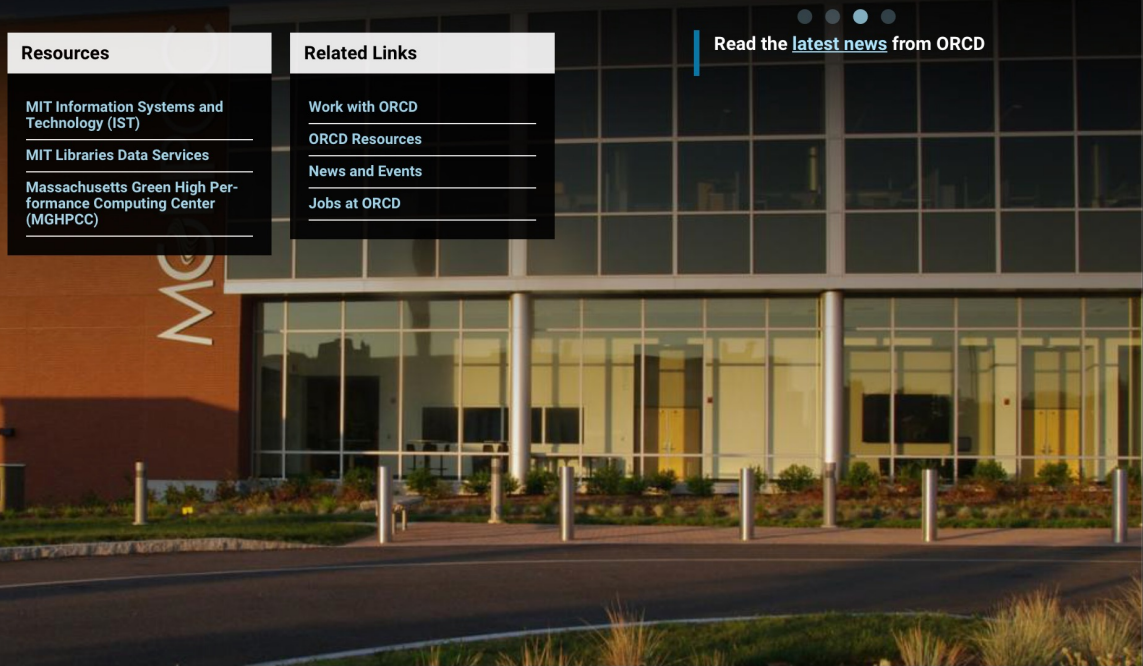 Resources
MIT Information Systems and
Technology (IST)
MIT Libraries Data Services
Massachusetts Green High Per-
formance Computing Center
(MGHPCC)
Related Links
Work with ORCD
ORCD Resources
News and Events
Jobs at ORCD
Read the latest news from ORCD